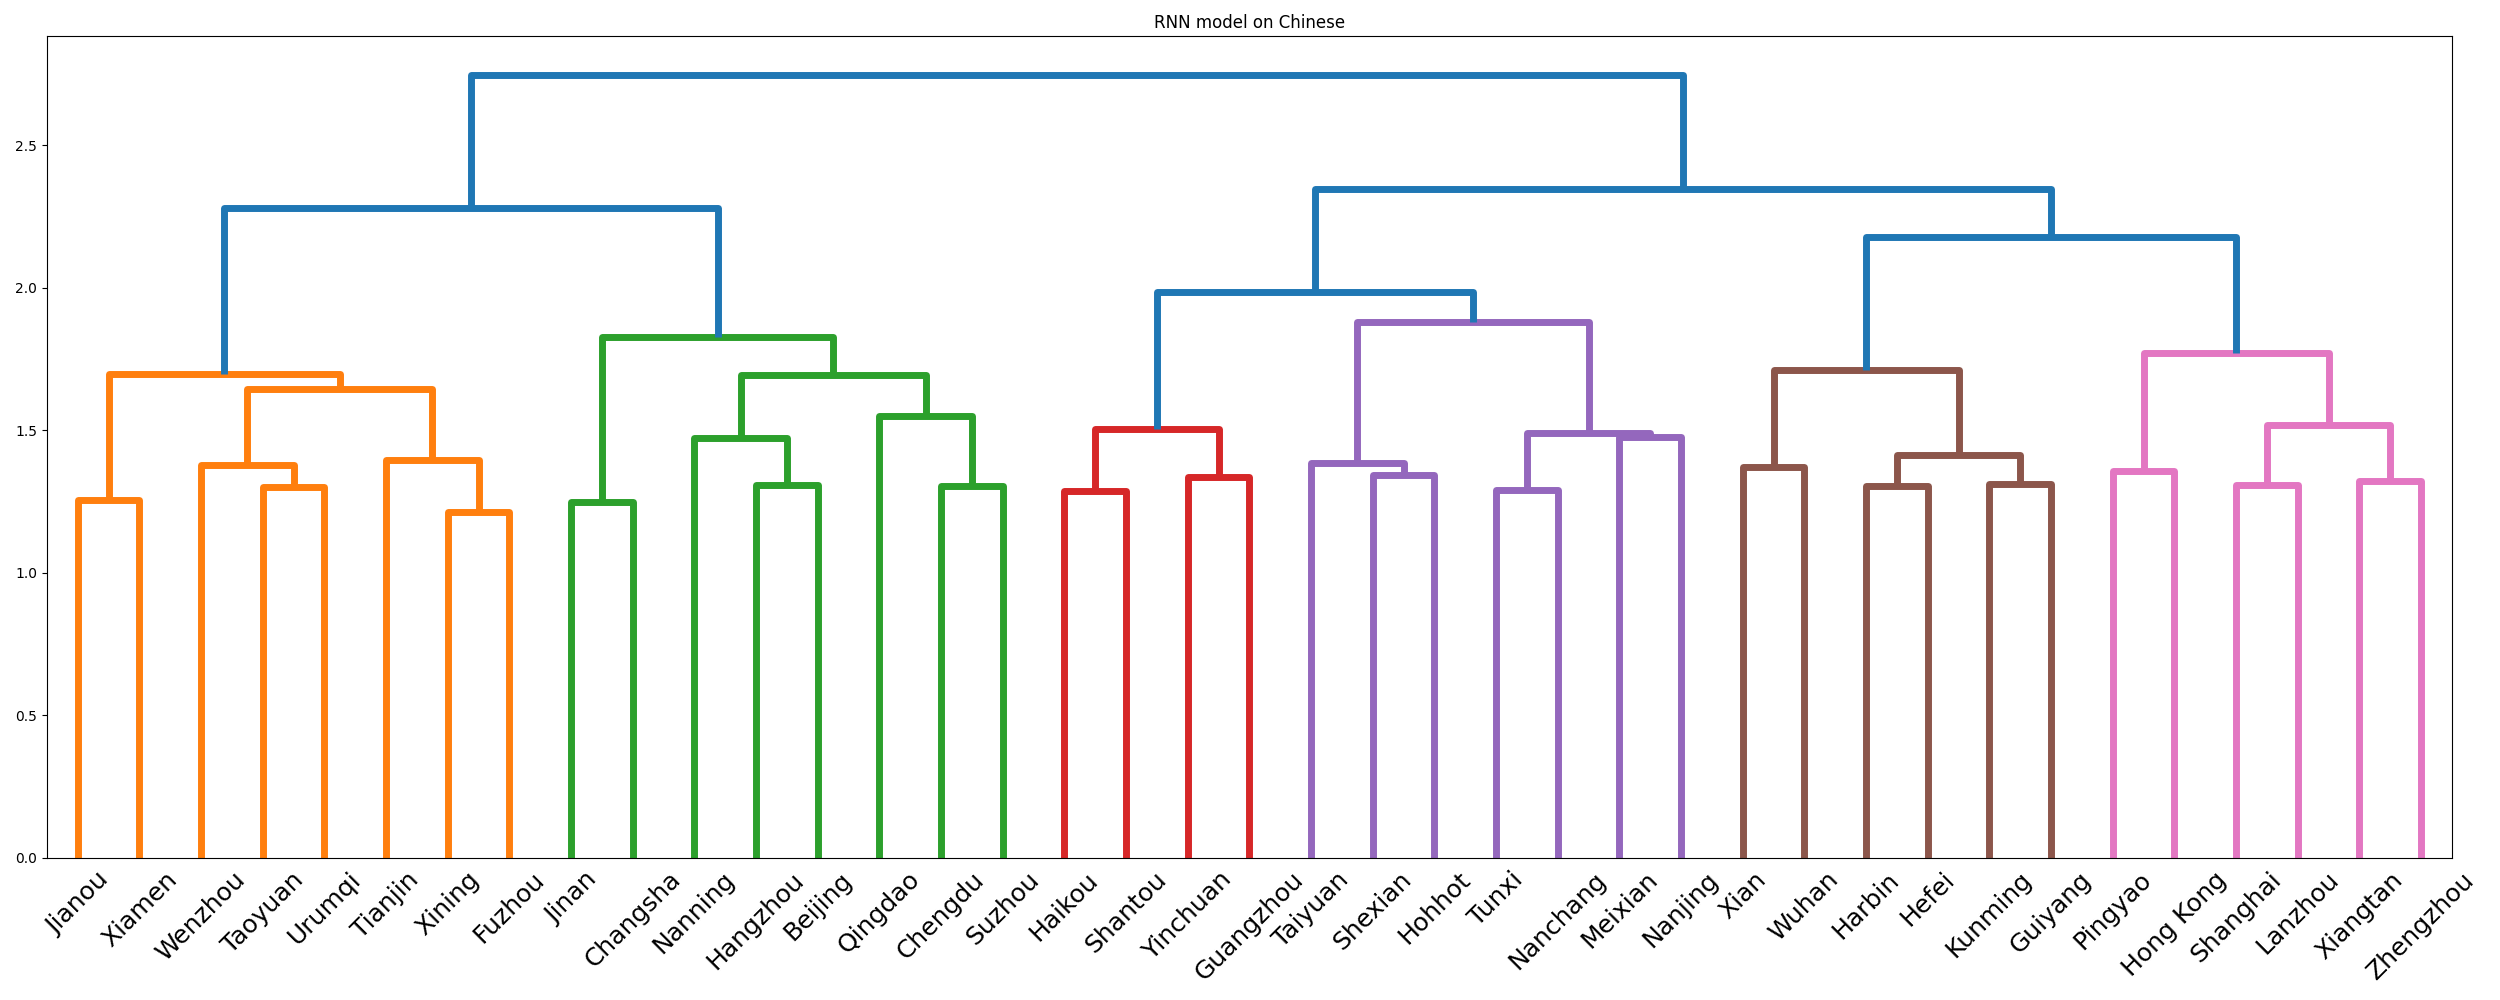 RNN model on Chinese
2.5
2.0
1.5
1.0
0.5
0.0
Jianou
Xiamen
Wenzhou
Taoyuan
Urumqi
Tianjin
Xining
Fuzhou
Jinan
Changsha
Nanning
Hangzhou
Beijing
Qingdao
Chengdu
Suzhou
Haikou
Shantou
Yinchuan
Guangzhou
Taiyuan
Shexian
Hohhot
Tunxi
Nanchang
Meixian
Nanjing
Xian
Wuhan
Harbin
Hefei
Kunming
Guiyang
Pingyao
Hong Kong
Shanghai
Lanzhou
Xiangtan
Zhengzhou